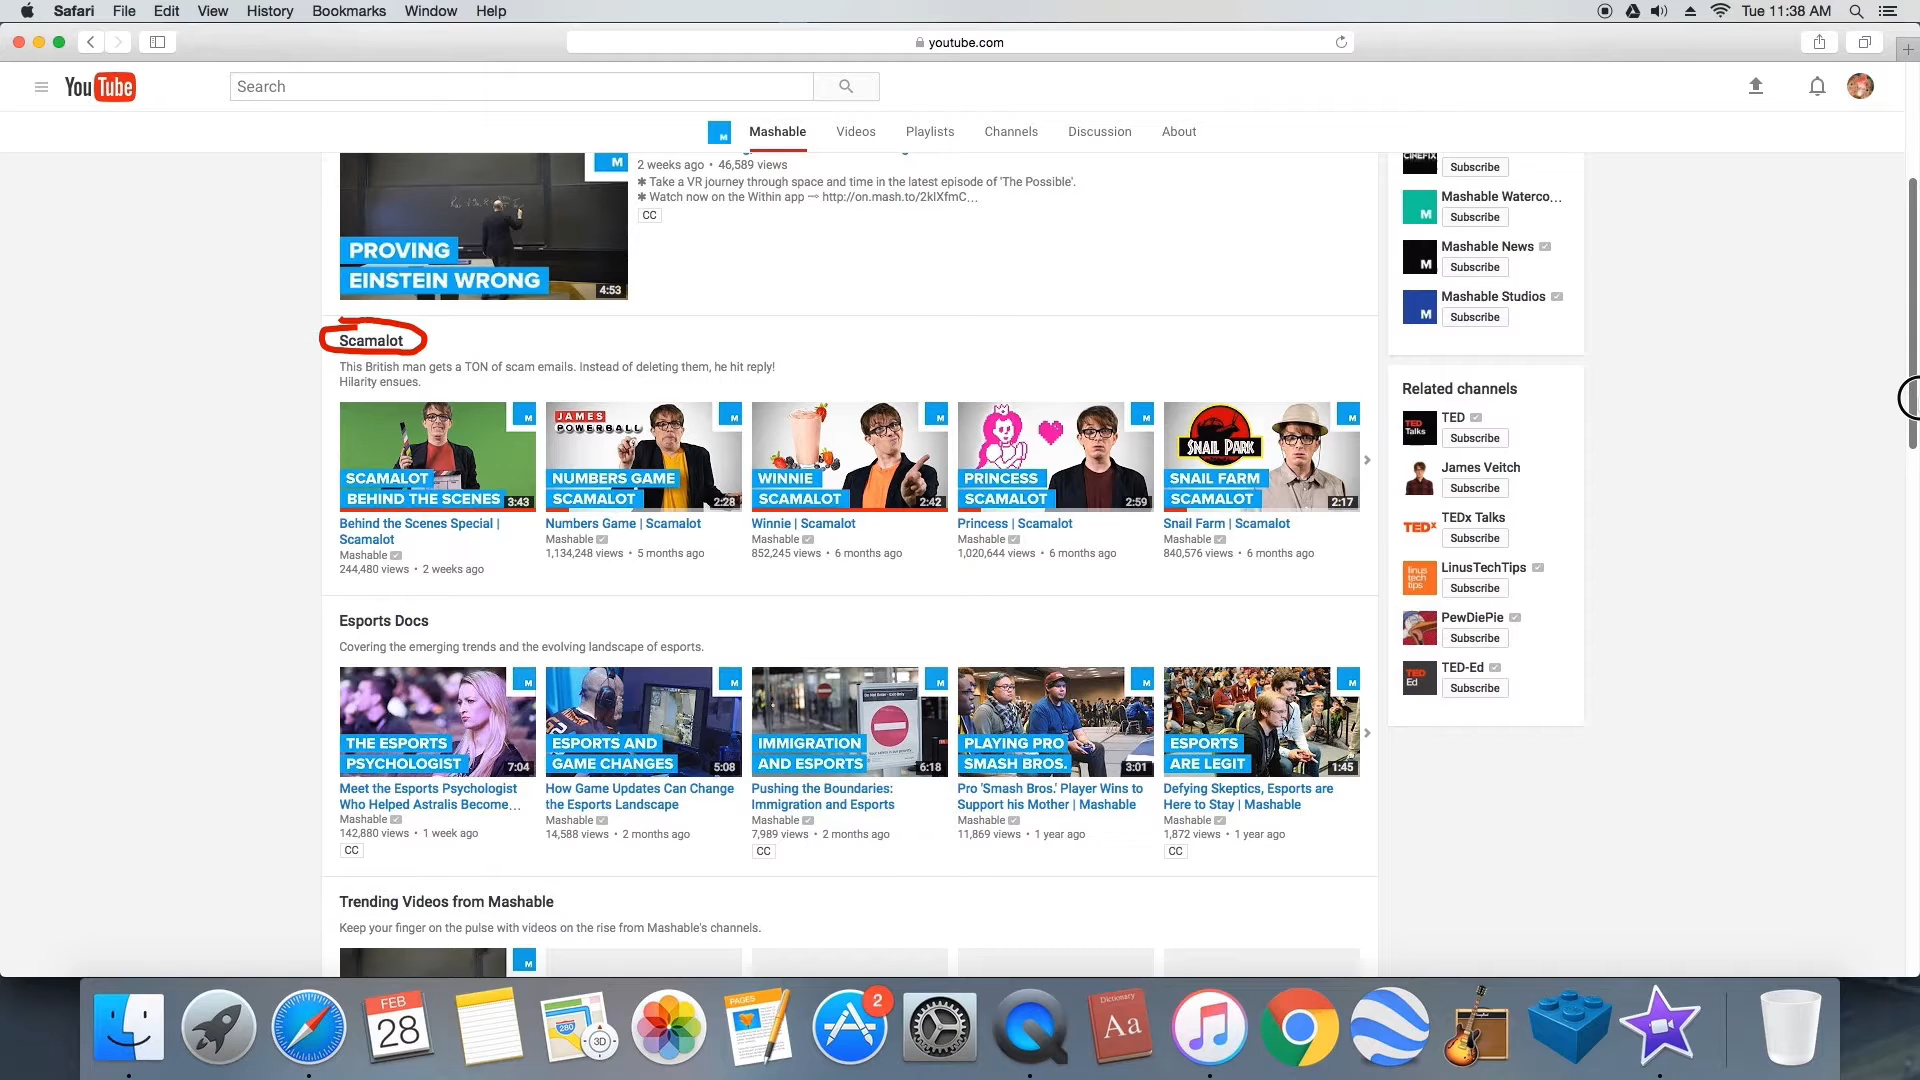 Safari File Edit View History Bookmarks Window Help
Tue 11:38 AM
youtube.com
YouTube
Search
Mashable Videos Playlists Channels Discussion About
M
2 weeks ago • 46,589 views
✱ Take a VR journey through space and time in the latest episode of 'The Possible'.
✱ Watch now on the Within app → http://on.mash.to/2kIXfmC…
CC
PROVING
EINSTEIN WRONG
4:53
Scamalot
This British man gets a TON of scam emails. Instead of deleting them, he hit reply!
Hilarity ensues.
M
SCAMALOT
BEHIND THE SCENES
3:43
Behind the Scenes Special |
Scamalot
Mashable
244,480 views • 2 weeks ago
M
JAMES
POWERBALL
NUMBERS GAME
SCAMALOT
2:28
Numbers Game | Scamalot
Mashable
1,134,248 views • 5 months ago
M
WINNIE
SCAMALOT
2:42
Winnie | Scamalot
Mashable
852,245 views • 6 months ago
M
PRINCESS
SCAMALOT
2:59
Princess | Scamalot
Mashable
1,020,644 views • 6 months ago
M
SNAIL PARK
SNAIL FARM
SCAMALOT
2:17
Snail Farm | Scamalot
Mashable
840,576 views • 6 months ago
Esports Docs
Covering the emerging trends and the evolving landscape of esports.
M
THE ESPORTS
PSYCHOLOGIST
7:04
Meet the Esports Psychologist
Who Helped Astralis Become…
Mashable
142,880 views • 1 week ago
CC
M
ESPORTS AND
GAME CHANGES
5:08
How Game Updates Can Change
the Esports Landscape
Mashable
14,588 views • 2 months ago
M
IMMIGRATION
AND ESPORTS
6:18
Pushing the Boundaries:
Immigration and Esports
Mashable
7,989 views • 2 months ago
CC
M
PLAYING PRO
SMASH BROS.
3:01
Pro 'Smash Bros.' Player Wins to
Support his Mother | Mashable
Mashable
11,869 views • 1 year ago
M
ESPORTS
ARE LEGIT
1:45
Defying Skeptics, Esports are
Here to Stay | Mashable
Mashable
1,872 views • 1 year ago
CC
Trending Videos from Mashable
Keep your finger on the pulse with videos on the rise from Mashable's channels.
M
CINEFIX
Subscribe
M
Mashable Waterco…
Subscribe
M
Mashable News
Subscribe
M
Mashable Studios
Subscribe
Related channels
TED
Talks
TED
Subscribe
James Veitch
Subscribe
TEDx
TEDx Talks
Subscribe
linus
tech
tips
LinusTechTips
Subscribe
PewDiePie
Subscribe
TED
Ed
TED-Ed
Subscribe
FEB
28
280
3D
PAGES
2
Dictionary
Aa